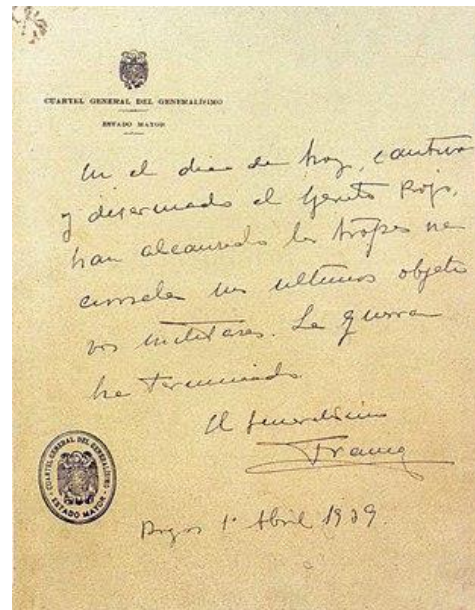 CUARTEL GENERAL DEL GENERALÍSIMO
ESTADO MAYOR
En el dia de hoy, cautivo
y desarmado el Ejercito Rojo,
han alcanzado las tropas na
cionales sus ultimos objeti
vos militares. La guerra
ha terminado.
El Generalisimo
Franco
Burgos 1º Abril 1939.
CUARTEL GENERAL DEL GENERALÍSIMO
ESTADO MAYOR